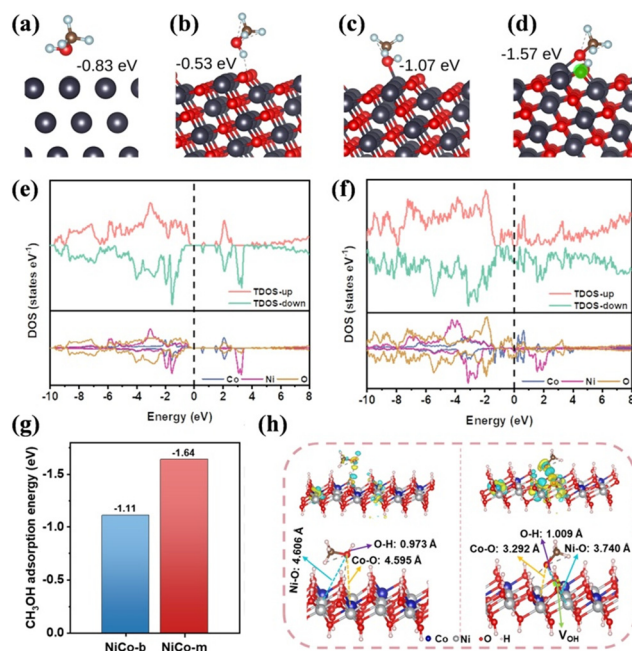 (a)
-0.83 eV
(b)
-0.53 eV
(c)
-1.07 eV
(d)
-1.57 eV
(e)
DOS (states eV⁻¹)
TDOS-up
TDOS-down
Co Ni O
-10 -8 -6 -4 -2 0 2 4 6 8
Energy (eV)
(f)
DOS (states eV⁻¹)
TDOS-up
TDOS-down
Co Ni O
-10 -8 -6 -4 -2 0 2 4 6 8
Energy (eV)
(g)
CH₃OH adsorption energy (eV)
-1.5
-1.0
-0.5
0.0
-1.11
-1.64
NiCo-b NiCo-m
(h)
Ni-O: 4.606 Å
O-H: 0.973 Å
Co-O: 4.595 Å
O-H: 1.009 Å
Co-O: 3.292 Å
Ni-O: 3.740 Å
V_OH
Co Ni O H